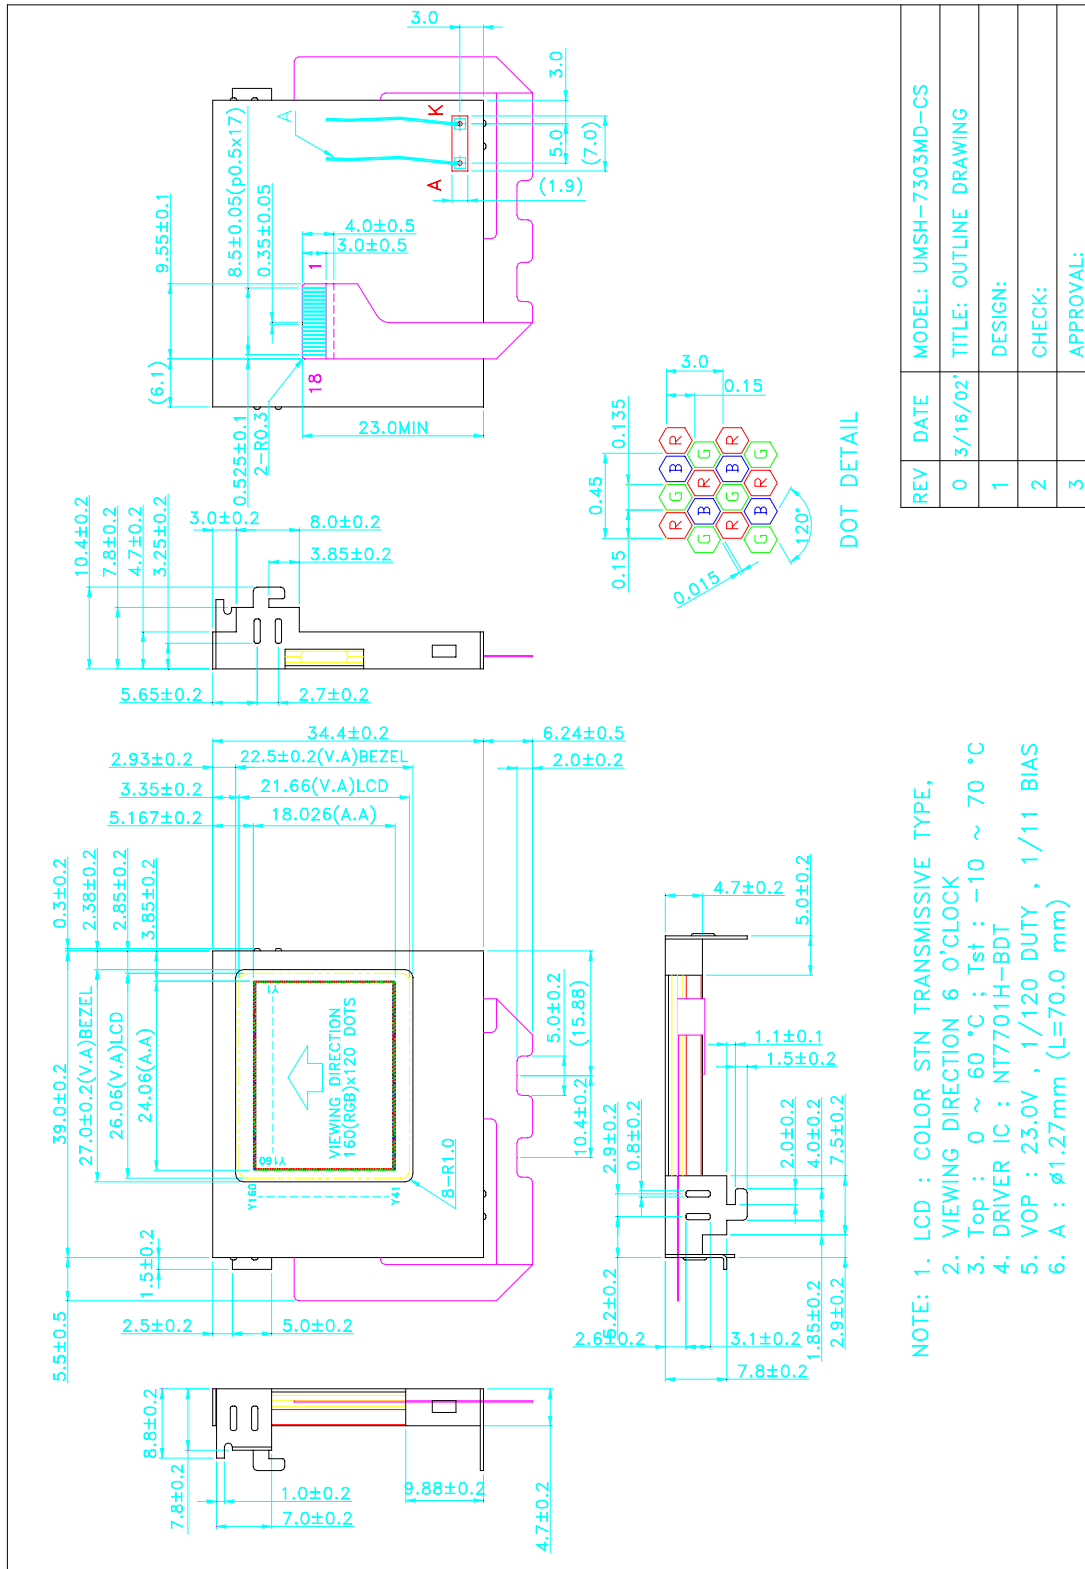 3.0
3.0
5.0
(7.0)
(1.9)
K
A
A
9.55±0.1
8.5±0.05(p0.5x17)
0.35±0.05
4.0±0.5
3.0±0.5
1
18
(6.1)
0.525±0.1
2-R0.3
23.0MIN
10.4±0.2
7.8±0.2
4.7±0.2
3.25±0.2
3.0±0.2
8.0±0.2
3.85±0.2
5.65±0.2
2.7±0.2
3.0
0.15
0.135
0.45
0.15
0.015
120°
R
B
G
R
G
R
B
G
R
B
G
B
G
R
B
R
DOT DETAIL
34.4±0.2
6.24±0.5
2.93±0.2
22.5±0.2(V.A)BEZEL
2.0±0.2
3.35±0.2
21.66(V.A)LCD
5.167±0.2
18.026(A.A)
0.3±0.2
2.38±0.2
2.85±0.2
3.85±0.2
39.0±0.2
27.0±0.2(V.A)BEZEL
26.06(V.A)LCD
24.06(A.A)
Y1
Y160
Y160
Y41
VIEWING DIRECTION
160(RGB)x120 DOTS
8-R1.0
5.0±0.2
(15.88)
10.4±0.2
1.5±0.2
5.5±0.5
2.5±0.2
5.0±0.2
4.7±0.2
5.0±0.2
1.1±0.1
1.5±0.2
2.9±0.2
0.8±0.2
2.0±0.2
4.0±0.2
7.5±0.2
5.2±0.2
2.6±0.2
3.1±0.2
7.8±0.2
1.85±0.2
2.9±0.2
8.8±0.2
7.8±0.2
1.0±0.2
7.0±0.2
9.88±0.2
4.7±0.2
NOTE: 1. LCD : COLOR STN TRANSMISSIVE TYPE,
2. VIEWING DIRECTION 6 O'CLOCK
3. Top : 0 ~ 60 °C ; Tst : -10 ~ 70 °C
4. DRIVER IC : NT7701H-BDT
5. VOP : 23.0V , 1/120 DUTY , 1/11 BIAS
6. A : ø1.27mm (L=70.0 mm)
REV DATE MODEL: UMSH-7303MD-CS
0 3/16/02' TITLE: OUTLINE DRAWING
1 DESIGN:
2 CHECK:
3 APPROVAL: